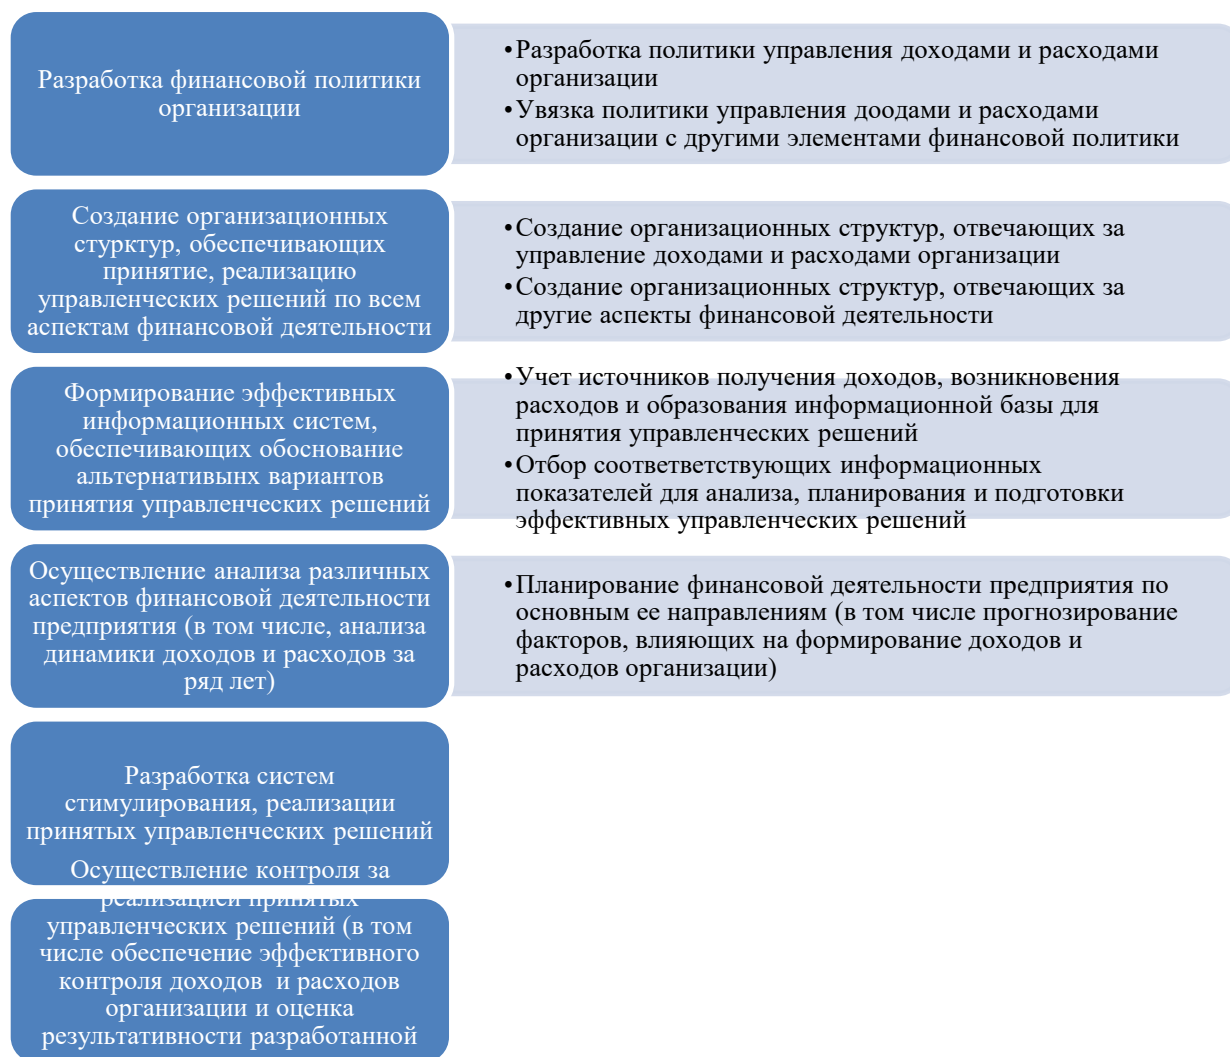 Разработка финансовой политики
организации
•Разработка политики управления доходами и расходами
организации
•Увязка политики управления доодами и расходами
организации с другими элементами финансовой политики
Создание организационных
стурктур, обеспечивающих
принятие, реализацию
управленческих решений по всем
аспектам финансовой деятельности
•Создание организационных структур, отвечающих за
управление доходами и расходами организации
•Создание организационных структур, отвечающих за
другие аспекты финансовой деятельности
Формирование эффективных
информационных систем,
обеспечивающих обоснование
альтернативынх вариантов
принятия управленческих решений
•Учет источников получения доходов, возникновения
расходов и образования информационной базы для
принятия управленческих решений
•Отбор соответветствующих информационных
показателей для анализа, планирования и подготовки
эффективных управленческих решений
Осуществление анализа различных
аспектов финансовой деятельности
предприятия (в том числе, анализа
динамики доходов и расходов за
ряд лет)
•Планирование финансовой деятельности предприятия по
основным ее направлениям (в том числе прогнозирование
факторов, влияющих на формирование доходов и
расходов организации)
Разработка систем
стимулирования, реализации
принятых управленческих решений
Осуществление контроля за
реализацией принятых
управленческих решений (в том
числе обеспечение эффективного
контроля доходов и расходов
организации и оценка
результативности разработанной